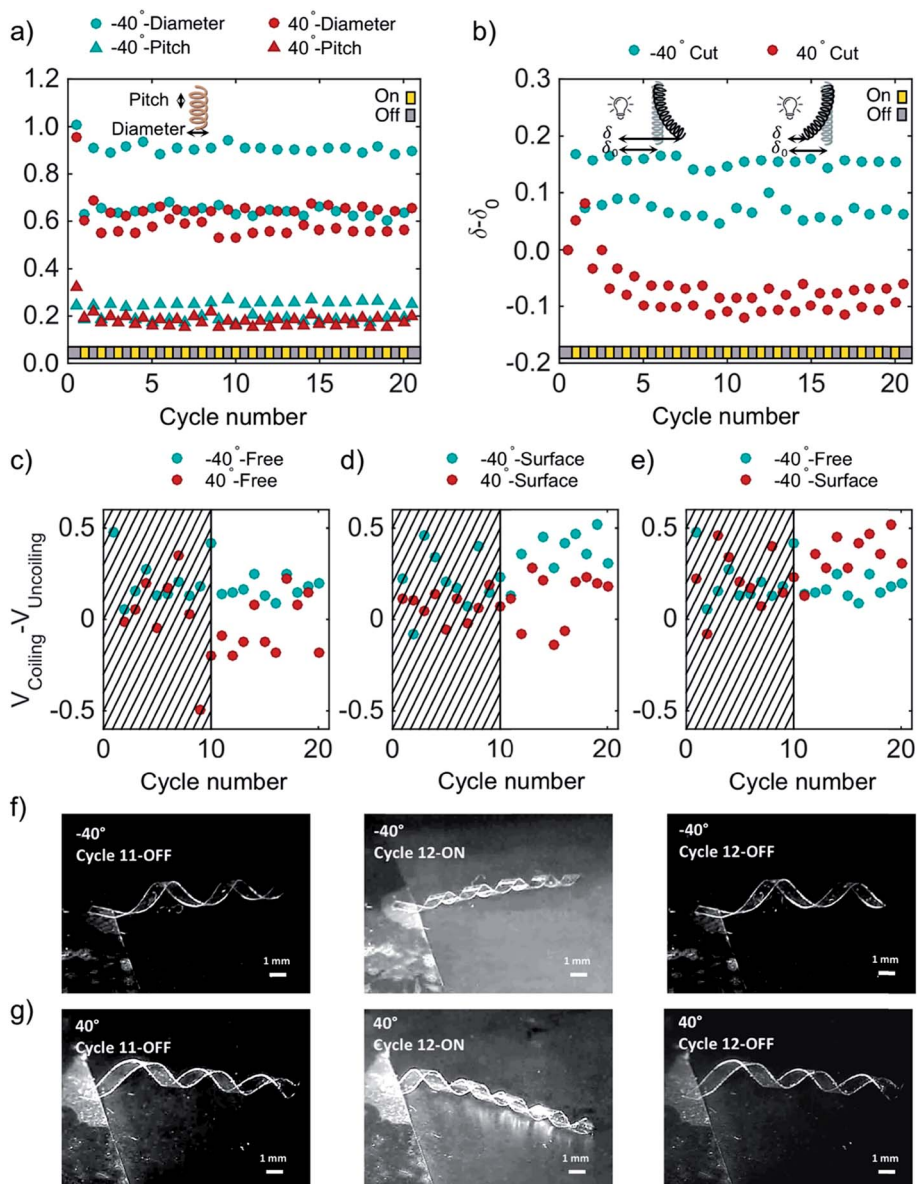 a)
-40°-Diameter
40°-Diameter
-40°-Pitch
40°-Pitch
1.2
1.0
0.8
0.6
0.4
0.2
0.0
Pitch
Diameter
On
Off
0
5
10
15
20
Cycle number
b)
-40°Cut
40°Cut
0.3
0.2
0.1
0.0
-0.1
-0.2
δ-δ0
δ
δ0
δ
δ0
On
Off
0
5
10
15
20
Cycle number
c)
-40°-Free
40°-Free
0.5
0
-0.5
VCoiling-VUncoiling
0
10
20
Cycle number
d)
-40°-Surface
40°-Surface
0.5
0
-0.5
0
10
20
Cycle number
e)
-40°-Free
-40°-Surface
0.5
0
-0.5
0
10
20
Cycle number
f)
-40°
Cycle 11-OFF
1 mm
-40°
Cycle 12-ON
1 mm
-40°
Cycle 12-OFF
1 mm
g)
40°
Cycle 11-OFF
1 mm
40°
Cycle 12-ON
1 mm
40°
Cycle 12-OFF
1 mm